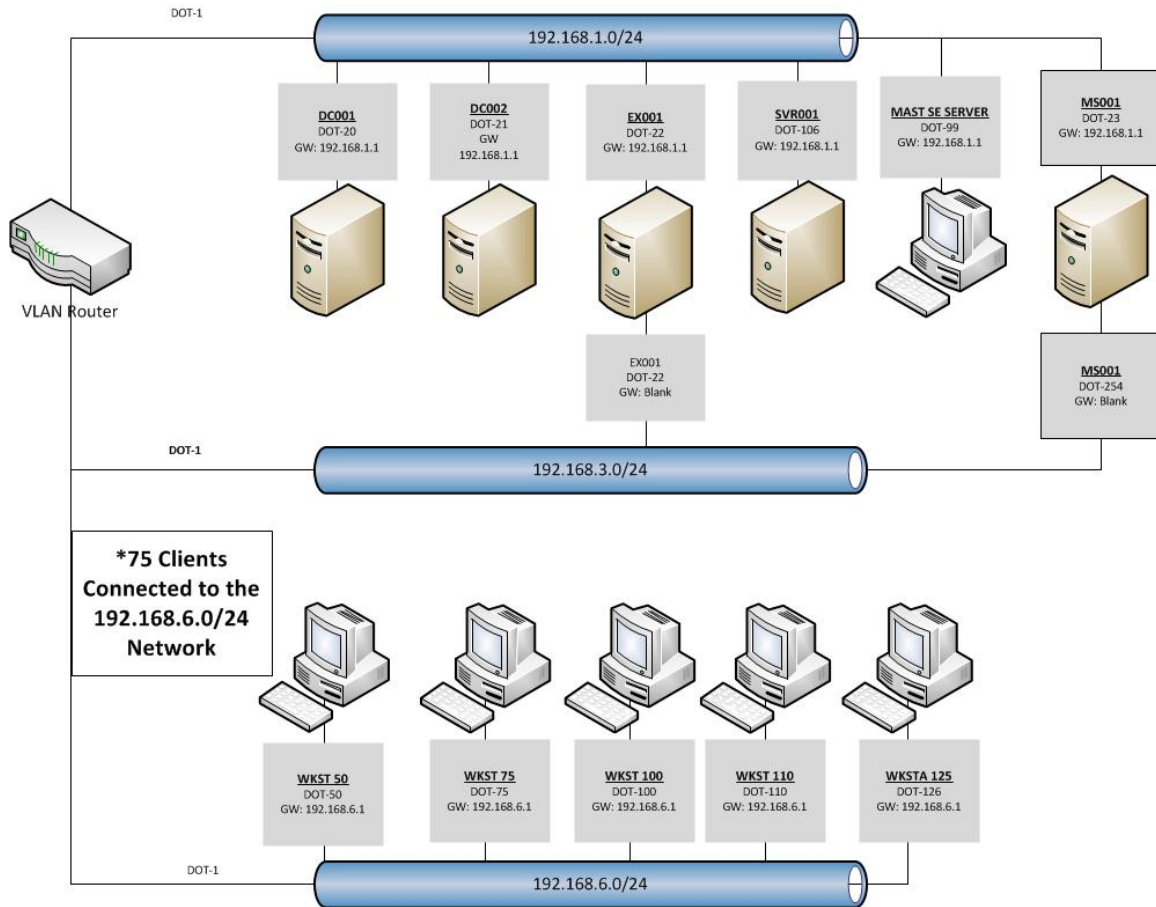 DOT-1
192.168.1.0/24
DC001
DOT-20
GW: 192.168.1.1
DC002
DOT-21
GW
192.168.1.1
EX001
DOT-22
GW: 192.168.1.1
SVR001
DOT-106
GW: 192.168.1.1
MAST SE SERVER
DOT-99
GW: 192.168.1.1
MS001
DOT-23
GW: 192.168.1.1
VLAN Router
EX001
DOT-22
GW: Blank
MS001
DOT-254
GW: Blank
DOT-1
192.168.3.0/24
*75 Clients
Connected to the
192.168.6.0/24
Network
WKST 50
DOT-50
GW: 192.168.6.1
WKST 75
DOT-75
GW: 192.168.6.1
WKST 100
DOT-100
GW: 192.168.6.1
WKST 110
DOT-110
GW: 192.168.6.1
WKSTA 125
DOT-126
GW: 192.168.6.1
DOT-1
192.168.6.0/24